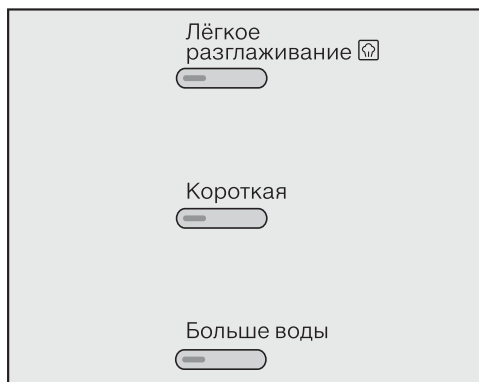 Лёгкое
разглаживание
Короткая
Больше воды